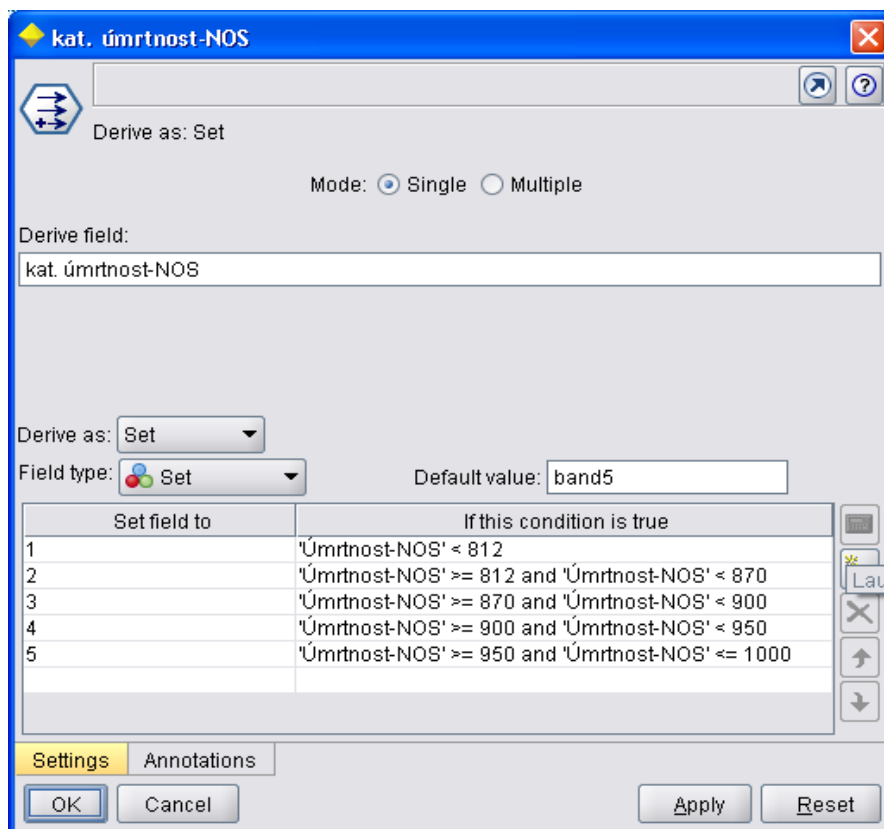 kat. úmrtnost-NOS
Derive as: Set
Mode: Single Multiple
Derive field:
kat. úmrtnost-NOS
Derive as: Set
Field type: Set Default value: band5
Set field to If this condition is true
1 'Úmrtnost-NOS' < 812
2 'Úmrtnost-NOS' >= 812 and 'Úmrtnost-NOS' < 870
3 'Úmrtnost-NOS' >= 870 and 'Úmrtnost-NOS' < 900
4 'Úmrtnost-NOS' >= 900 and 'Úmrtnost-NOS' < 950
5 'Úmrtnost-NOS' >= 950 and 'Úmrtnost-NOS' <= 1000
Lau
Settings Annotations
OK Cancel Apply Reset